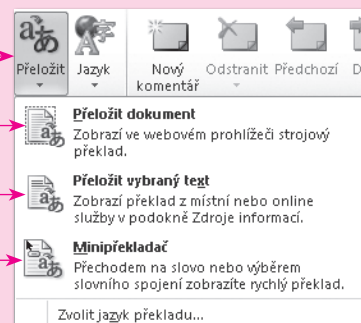 Přeložit Jazyk Nový komentář Odstranit Předchozí D
Přeložit dokument
Zobrazí ve webovém prohlížeči strojový
překlad.
Přeložit vybraný text
Zobrazí překlad z místní nebo online
služby v podokně Zdroje informací.
Minipřekladač
Přechodem na slovo nebo výběrem
slovního spojení zobrazíte rychlý překlad.
Zvolit jazyk překladu...